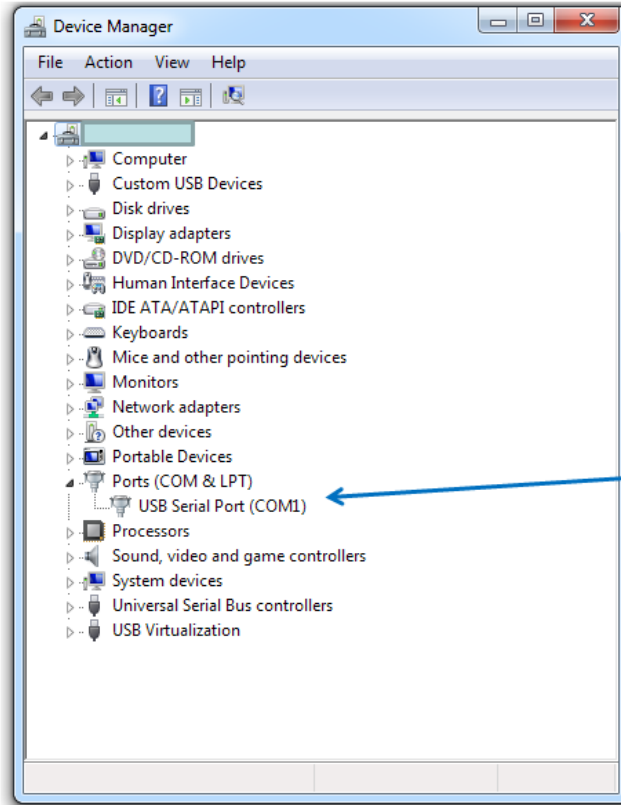 Device Manager
File Action View Help
Computer
Custom USB Devices
Disk drives
Display adapters
DVD/CD-ROM drives
Human Interface Devices
IDE ATA/ATAPI controllers
Keyboards
Mice and other pointing devices
Monitors
Network adapters
Other devices
Portable Devices
Ports (COM & LPT)
USB Serial Port (COM1)
Processors
Sound, video and game controllers
System devices
Universal Serial Bus controllers
USB Virtualization